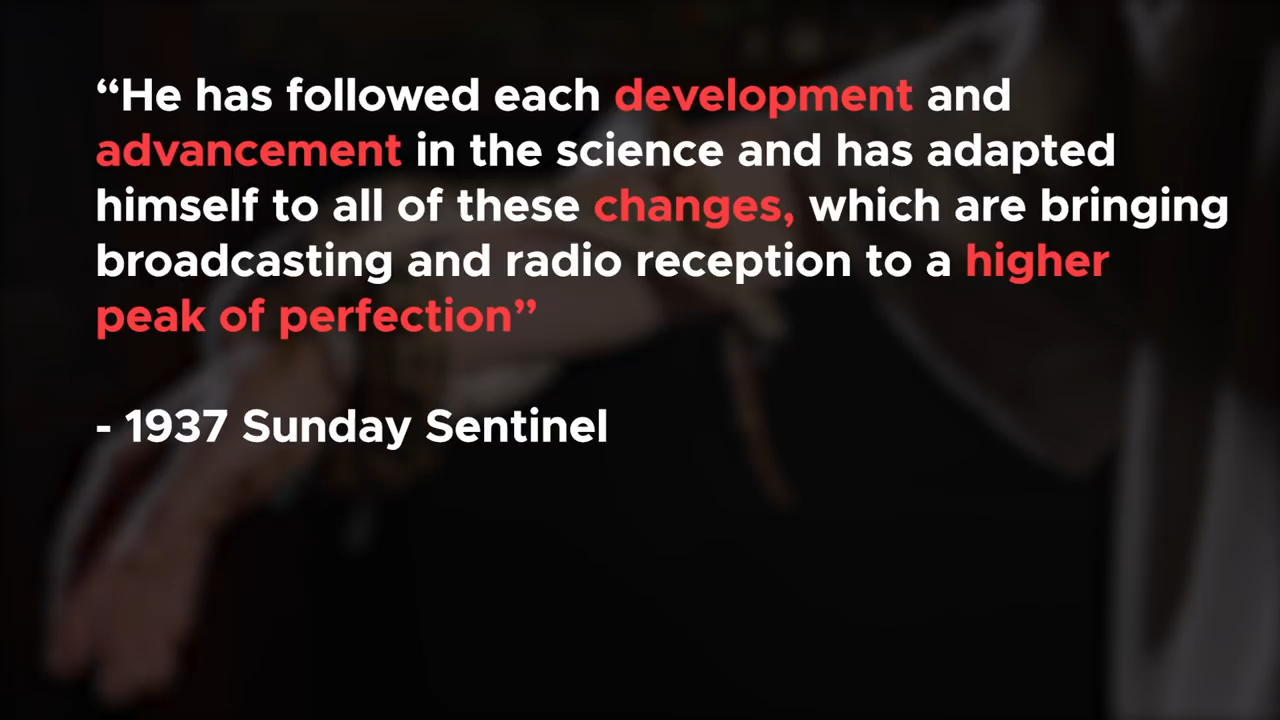 “He has followed each development and
advancement in the science and has adapted
himself to all of these changes, which are bringing
broadcasting and radio reception to a higher
peak of perfection”
- 1937 Sunday Sentinel